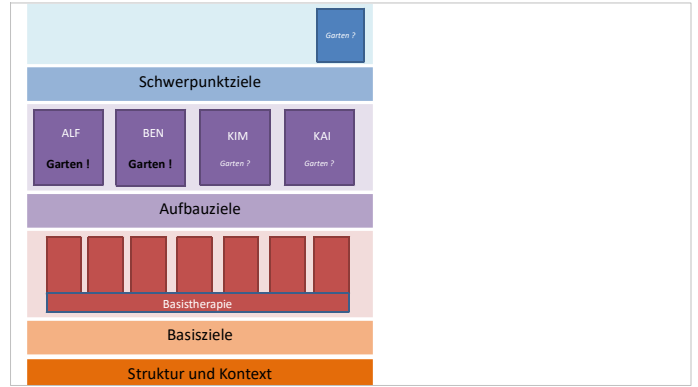 Garten ?
Schwerpunktziele
ALF
BEN
KIM
KAI
Garten !
Garten !
Garten ?
Garten ?
Aufbauziele
Basistherapie
Basisziele
Struktur und Kontext